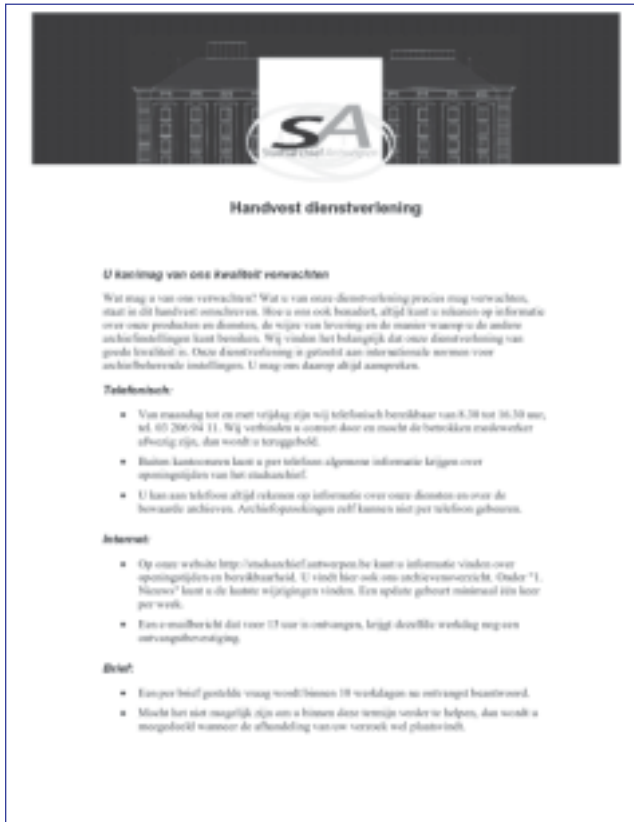 SA
Stadsarchief Antwerpen
Handvest dienstverlening
U kan/mag van ons kwaliteit verwachten
Wat mag u van ons verwachten? Wat u van onze dienstverlening precies mag verwachten,
staat in dit handvest omschreven. Hoe u ons ook benadert, altijd kunt u rekenen op informatie
over onze producten en diensten, de wijze van levering en de manier waarop u de andere
archiefinstellingen kunt bereiken. Wij vinden het belangrijk dat onze dienstverlening van
goede kwaliteit is. Onze dienstverlening is getoetst aan internationale normen voor
archiefbeherende instellingen. U mag ons daarop altijd aanspreken.
Telefonisch:
• Van maandag tot en met vrijdag zijn wij telefonisch bereikbaar van 8.30 tot 16.30 uur,
tel. 03 206 94 11. Wij verbinden u correct door en mocht de betrokken medewerker
afwezig zijn, dan wordt u teruggebeld.
• Buiten kantooruren kunt u per telefoon algemene informatie krijgen over
openingstijden van het stadsarchief.
• U kan aan telefoon altijd rekenen op informatie over onze diensten en over de
bewaarde archieven. Archiefopzoekingen zelf kunnen niet per telefoon gebeuren.
Internet:
• Op onze website http://stadsarchief.antwerpen.be kunt u informatie vinden over
openingstijden en bereikbaarheid. U vindt hier ook ons archievenoverzicht. Onder "1.
Nieuws" kunt u de laatste wijzigingen vinden. Een update gebeurt minimaal één keer
per week.
• Een e-mailbericht dat voor 15 uur is ontvangen, krijgt dezelfde werkdag nog een
ontvangstbevestiging.
Brief:
• Een per brief gestelde vraag wordt binnen 10 werkdagen na ontvangst beantwoord.
• Mocht het niet mogelijk zijn om u binnen deze termijn verder te helpen, dan wordt u
meegedeeld wanneer de afhandeling van uw verzoek wel plaatsvindt.